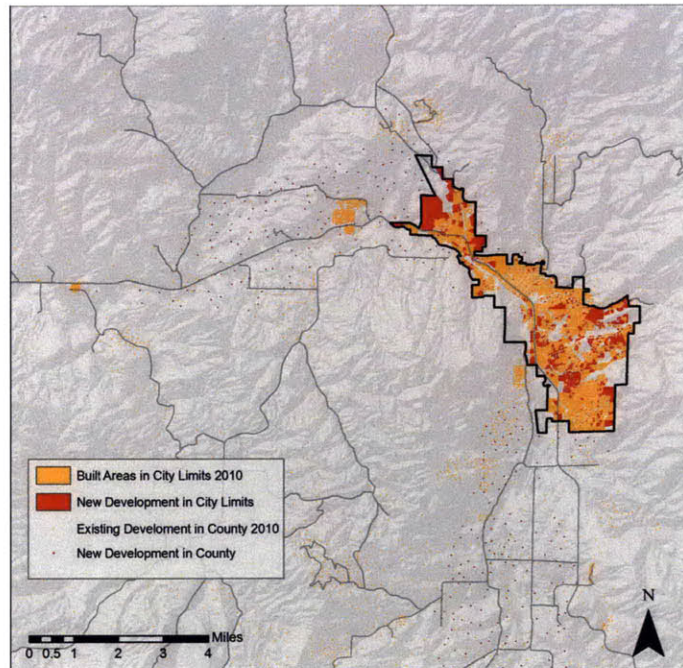 Built Areas in City Limits 2010
New Development in City Limits
Existing Develoment in County 2010
New Development in County
N
Miles
0 0.5 1 2 3 4